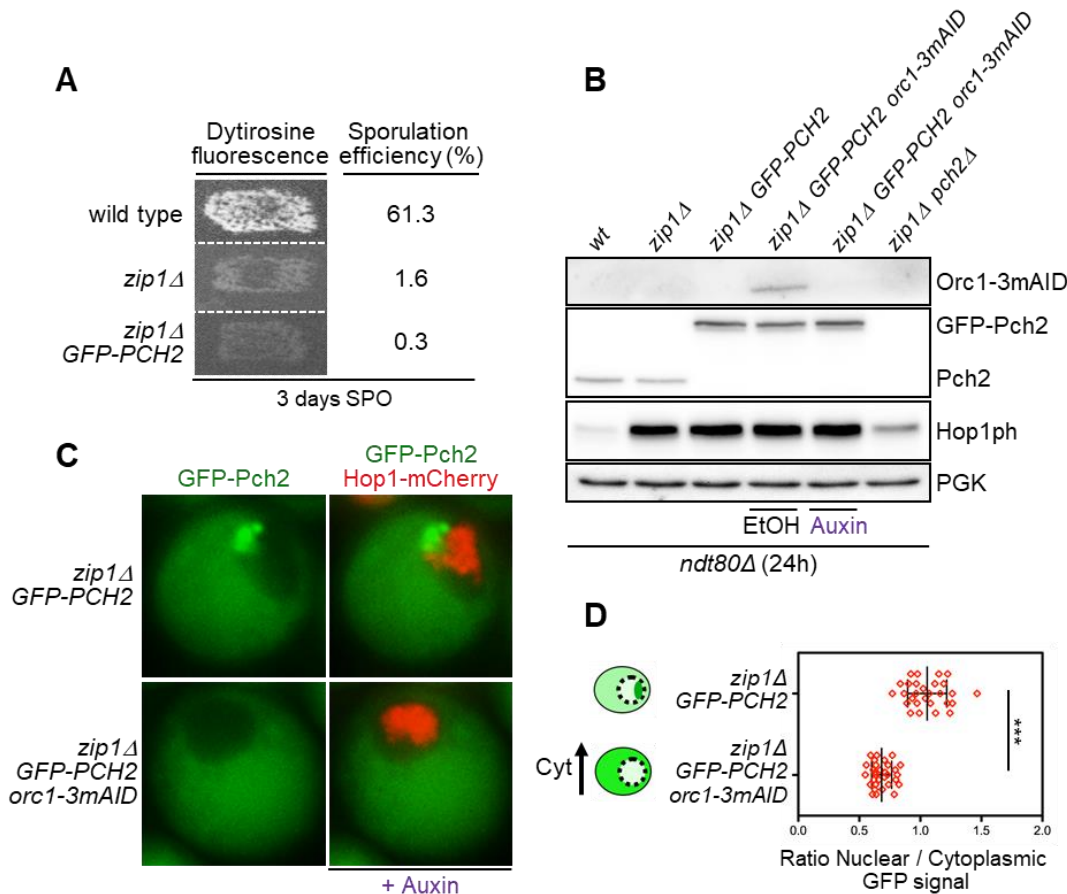 A
Dytirosine
fluorescence
Sporulation
efficiency (%)
wild type
61.3
zip1Δ
1.6
zip1Δ
GFP-PCH2
0.3
3 days SPO
B
wt
zip1Δ
zip1Δ GFP-PCH2
zip1Δ GFP-PCH2 orc1-3mAID
zip1Δ GFP-PCH2 orc1-3mAID
zip1Δ pch2Δ
Orc1-3mAID
GFP-Pch2
Pch2
Hop1ph
PGK
EtOH
Auxin
ndt80Δ (24h)
C
GFP-Pch2
GFP-Pch2
Hop1-mCherry
zip1Δ
GFP-PCH2
zip1Δ
GFP-PCH2
orc1-3mAID
+ Auxin
D
Cyt
zip1Δ
GFP-PCH2
zip1Δ
GFP-PCH2
orc1-3mAID
***
0.0 0.5 1.0 1.5 2.0
Ratio Nuclear / Cytoplasmic
GFP signal